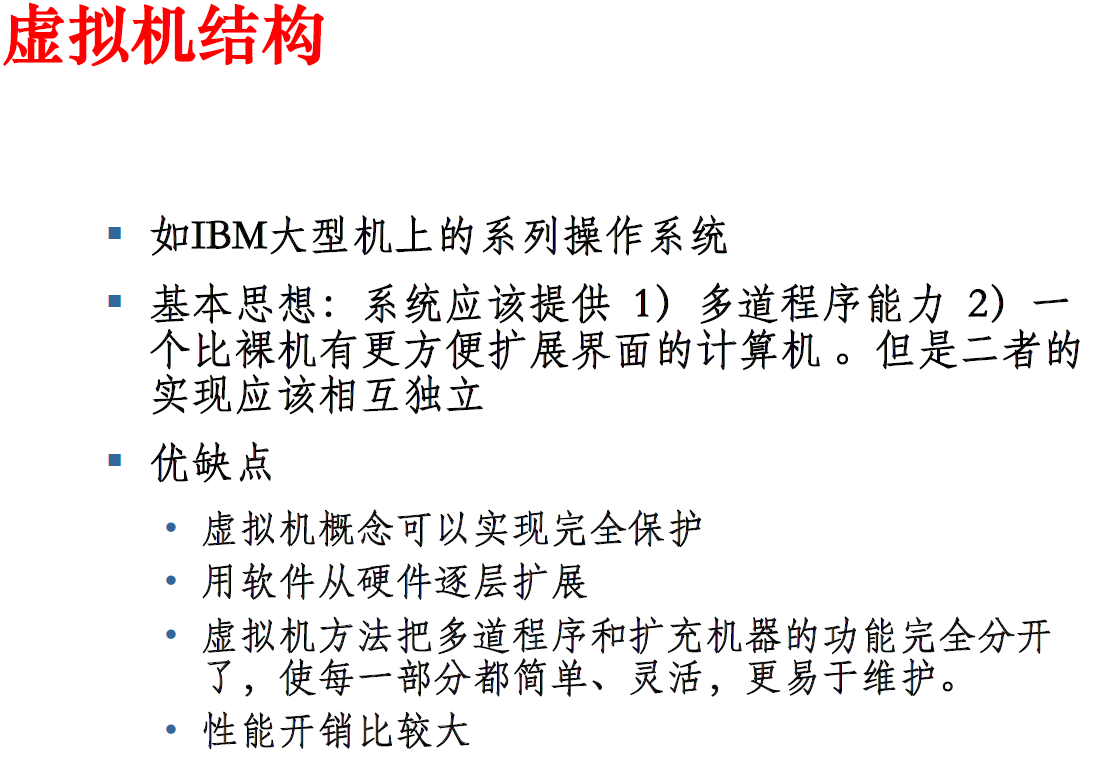 虚拟机结构
如IBM大型机上的系列操作系统
基本思想：系统应该提供 1）多道程序能力 2）一
个比裸机有更方便扩展界面的计算机 。但是二者的
实现应该相互独立
优缺点
虚拟机概念可以实现完全保护
用软件从硬件逐层扩展
虚拟机方法把多道程序和扩充机器的功能完全分开
了，使每一部分都简单、灵活，更易于维护。
性能开销比较大